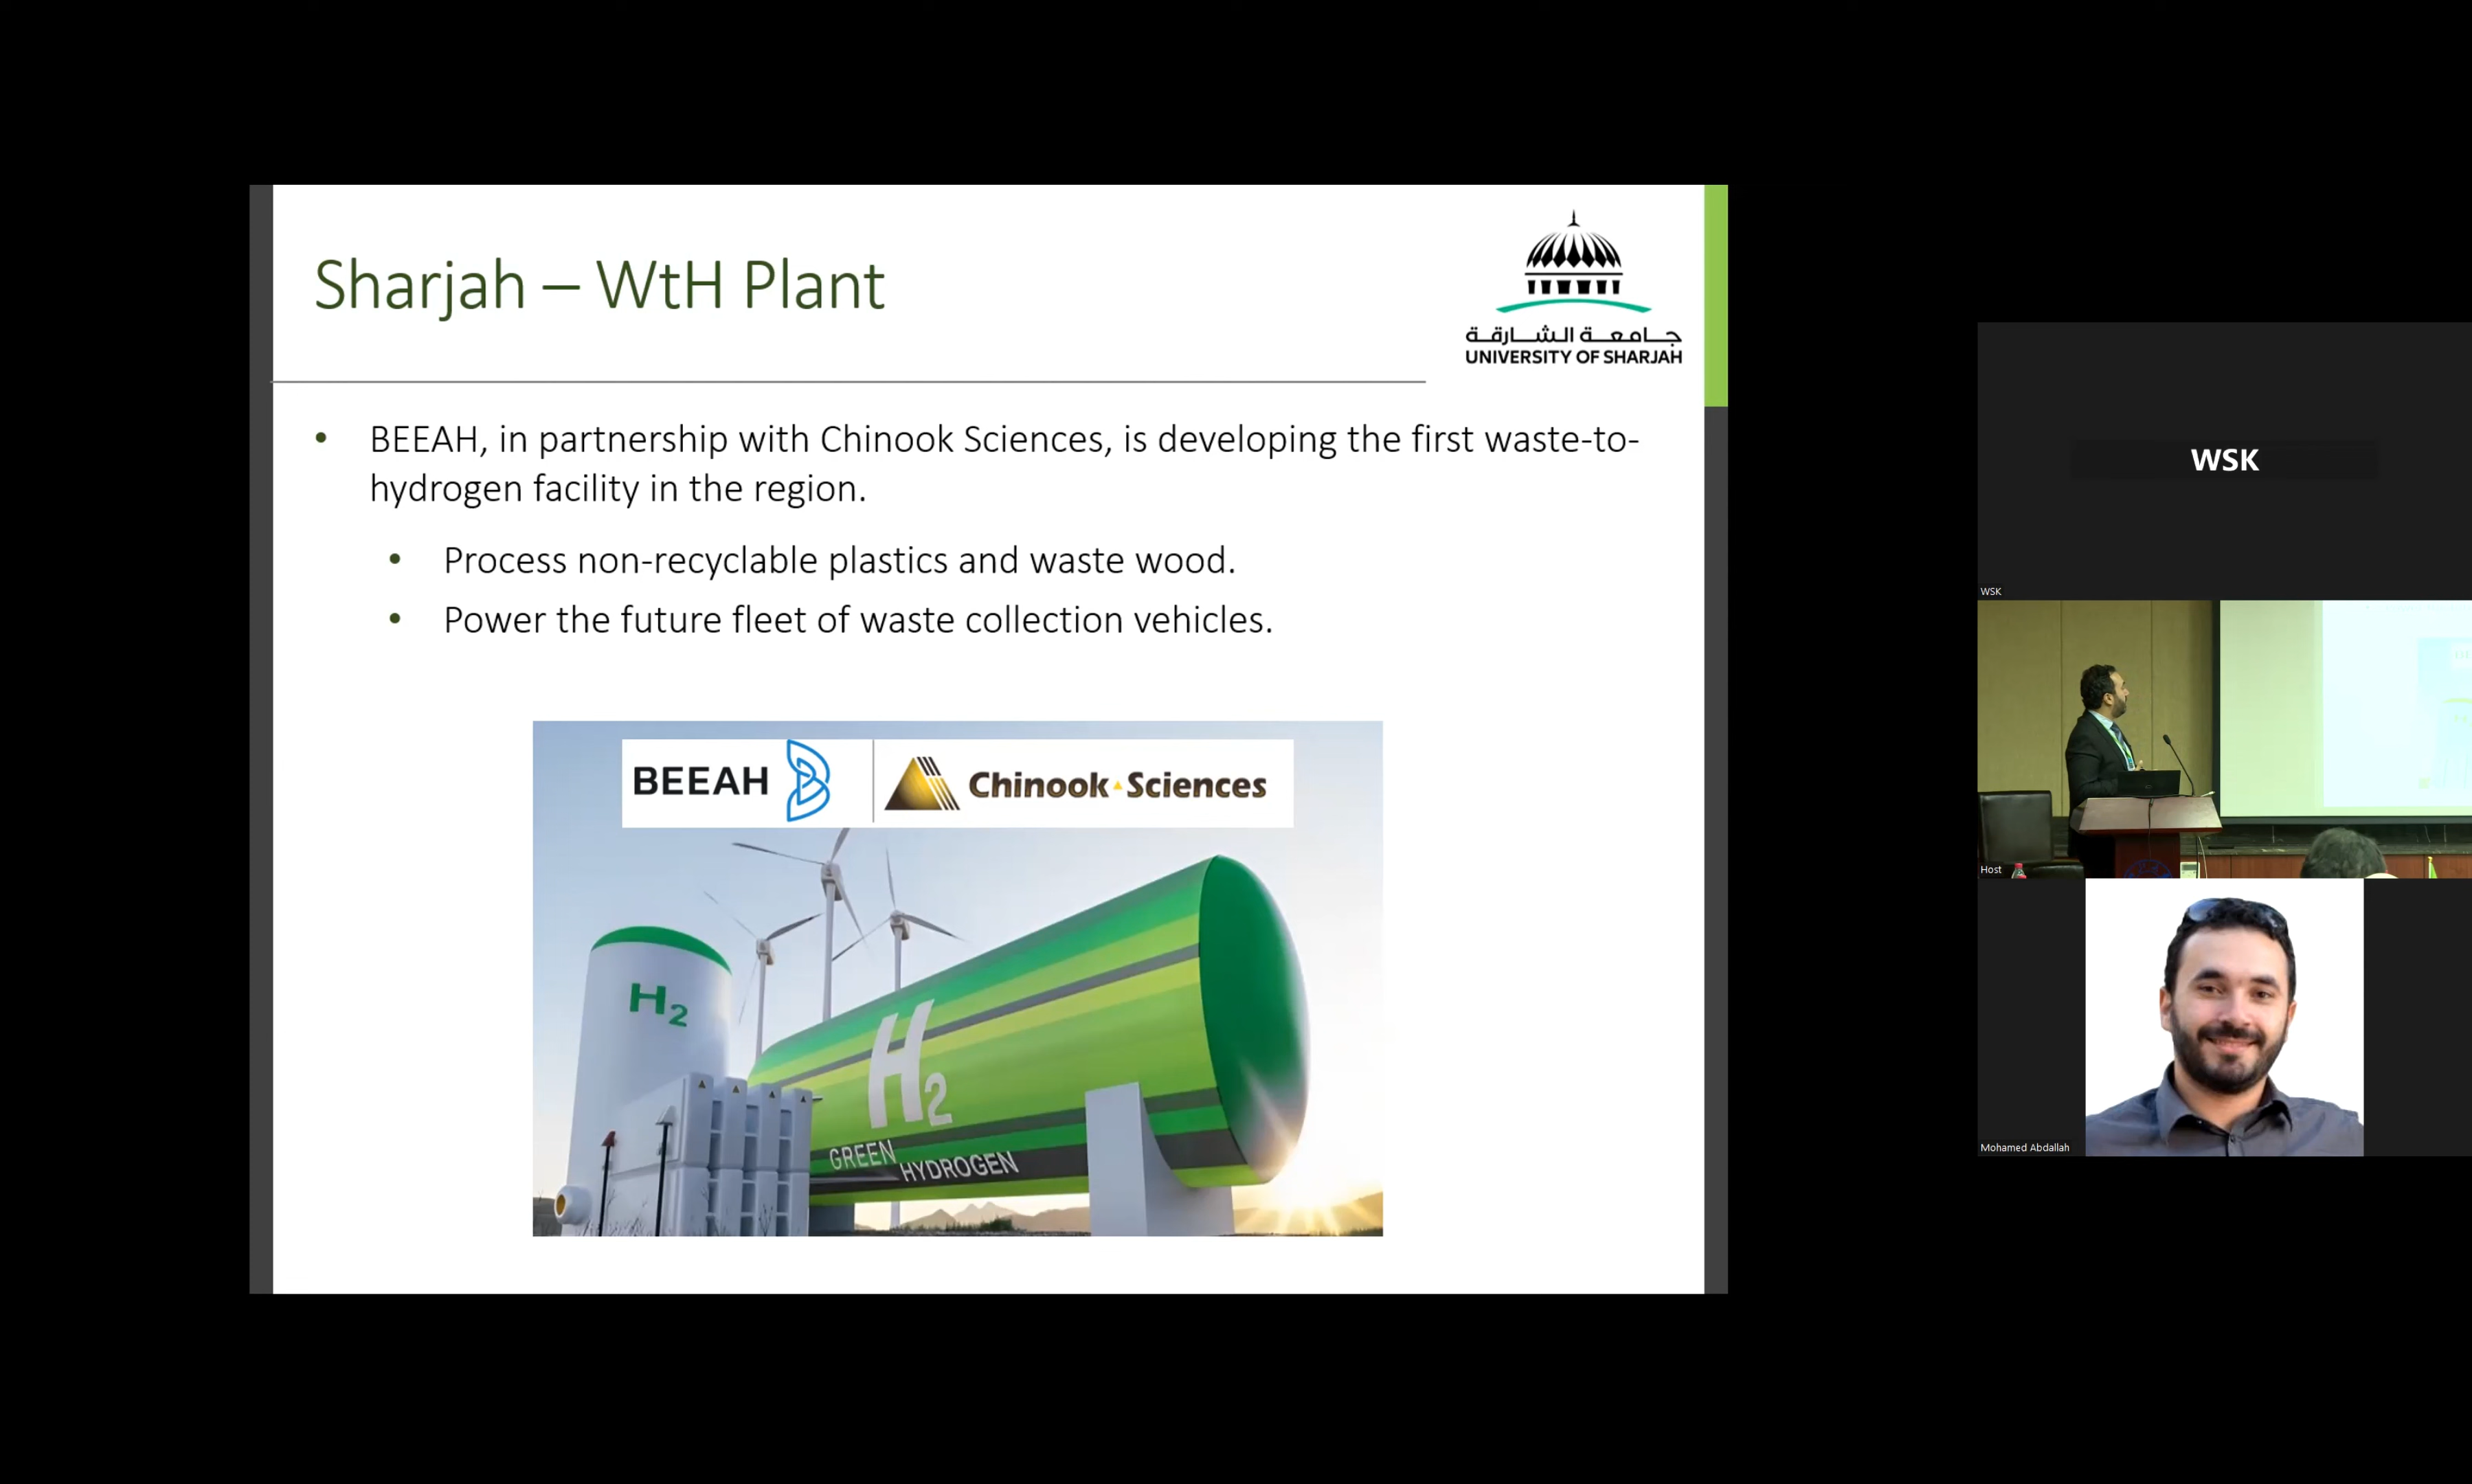 Sharjah – WtH Plant
جامعة الشارقة
UNIVERSITY OF SHARJAH
• BEEAH, in partnership with Chinook Sciences, is developing the first waste-to-
hydrogen facility in the region.
• Process non-recyclable plastics and waste wood.
• Power the future fleet of waste collection vehicles.
BEEAH
Chinook Sciences
H2
H2
GREEN HYDROGEN
WSK
WSK
Host
Mohamed Abdallah